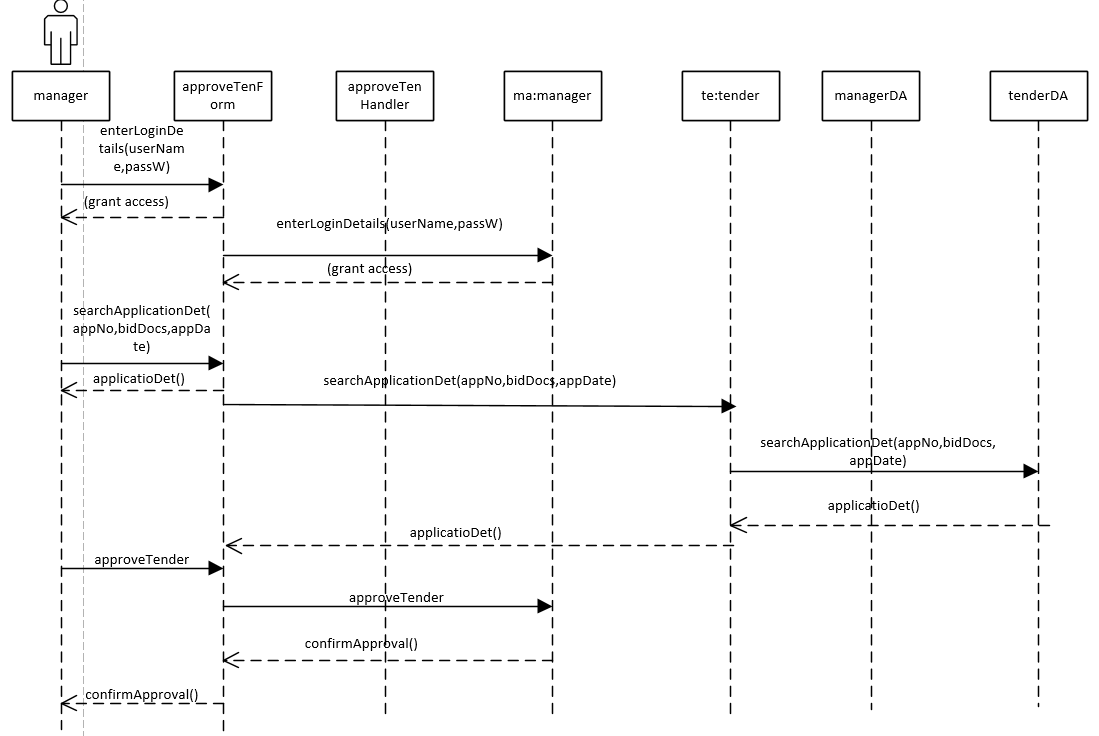 manager
approveTenF
orm
approveTen
Handler
ma:manager
te:tender
managerDA
tenderDA
enterLoginDe
tails(userNam
e,passW)
(grant access)
enterLoginDetails(userName,passW)
(grant access)
searchApplicationDet(
appNo,bidDocs,appDa
te)
applicatioDet()
searchApplicationDet(appNo,bidDocs,appDate)
searchApplicationDet(appNo,bidDocs,
appDate)
applicatioDet()
applicatioDet()
approveTender
approveTender
confirmApproval()
confirmApproval()